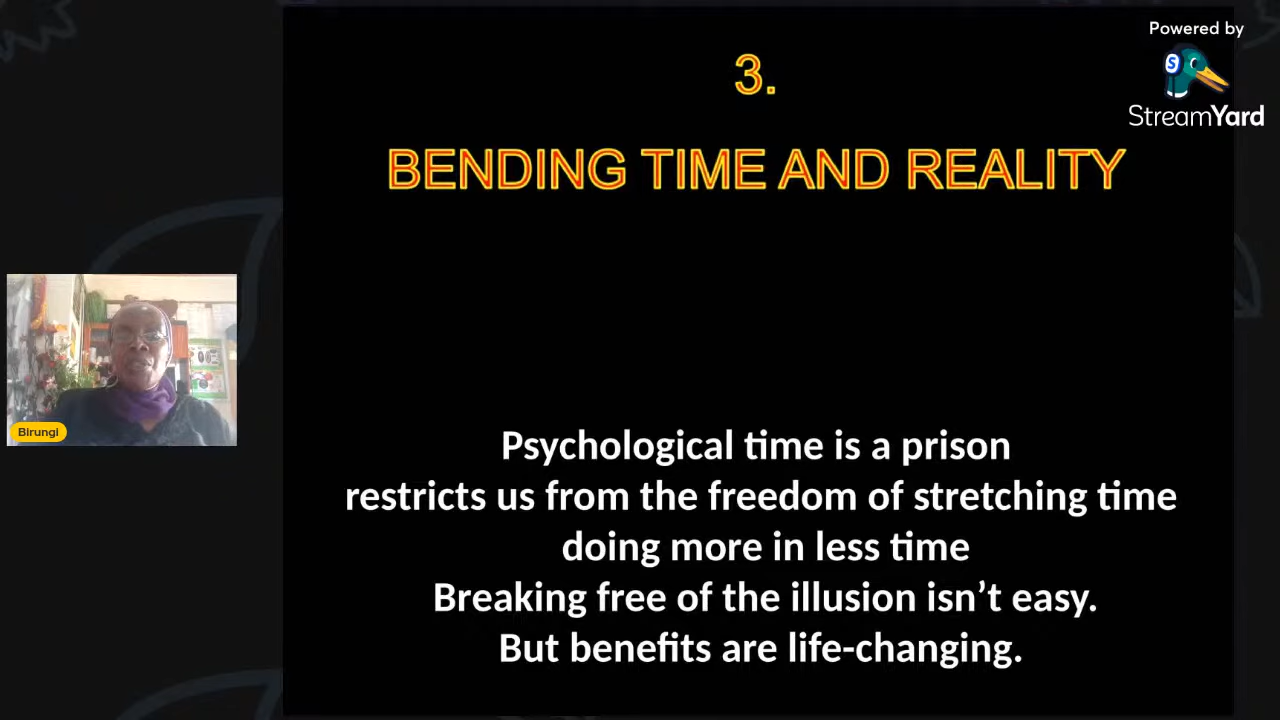 Powered by
StreamYard
3.
BENDING TIME AND REALITY
Birungi
Psychological time is a prison
restricts us from the freedom of stretching time
doing more in less time
Breaking free of the illusion isn’t easy.
But benefits are life-changing.